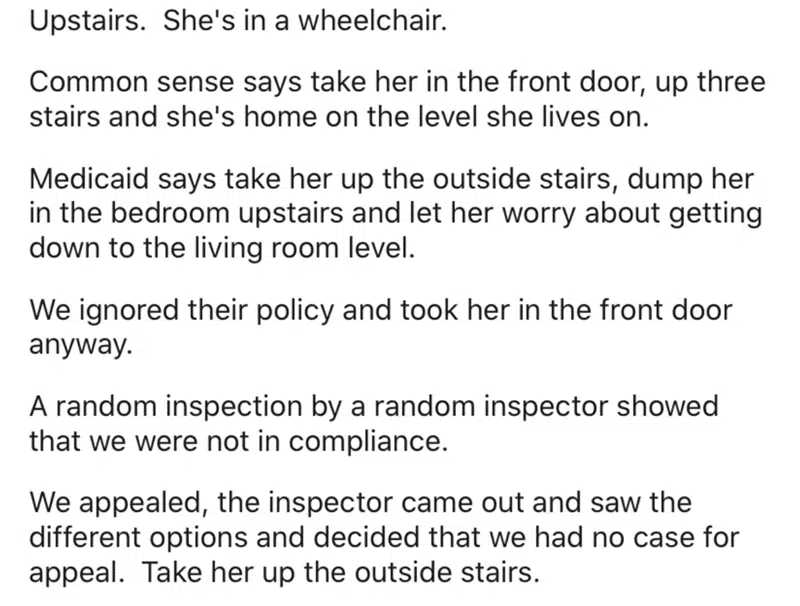 Upstairs.  She's in a wheelchair.
Common sense says take her in the front door, up three
stairs and she's home on the level she lives on.
Medicaid says take her up the outside stairs, dump her
in the bedroom upstairs and let her worry about getting
down to the living room level.
We ignored their policy and took her in the front door
anyway.
A random inspection by a random inspector showed
that we were not in compliance.
We appealed, the inspector came out and saw the
different options and decided that we had no case for
appeal.  Take her up the outside stairs.